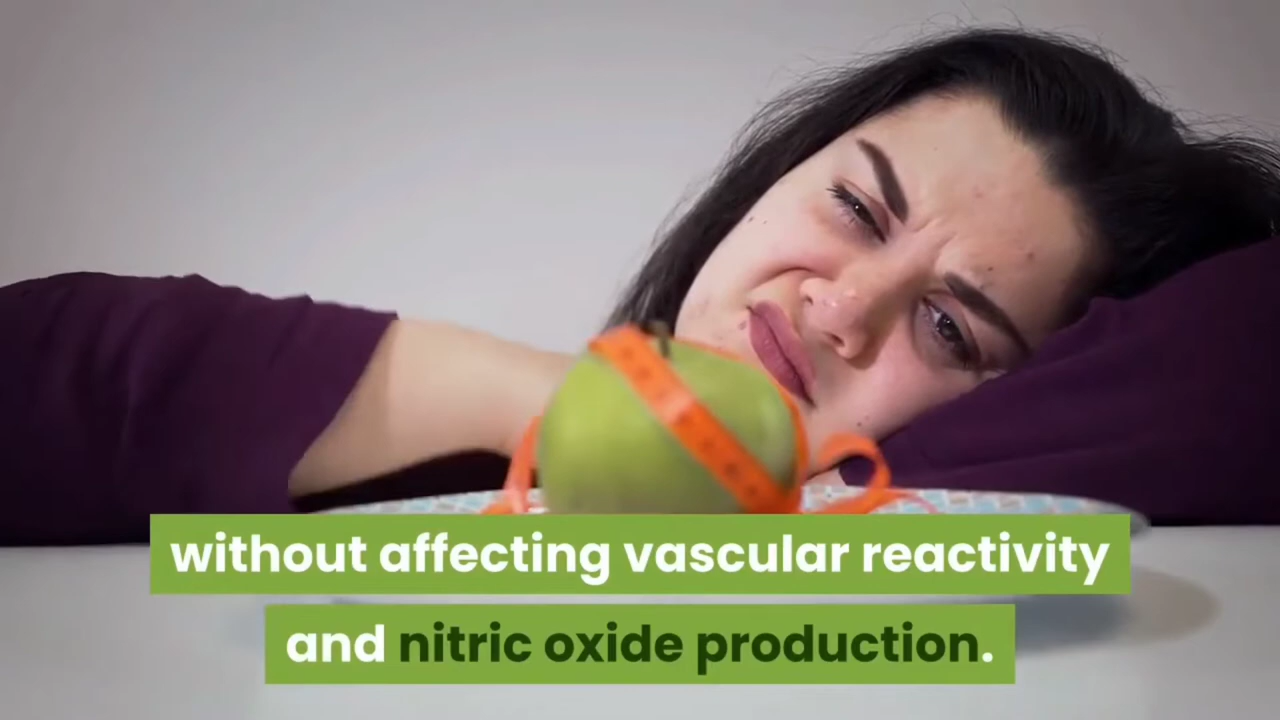 without affecting vascular reactivity
and nitric oxide production.